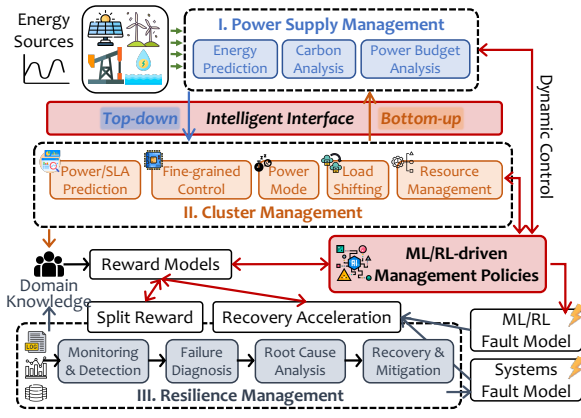 Energy
Sources
I. Power Supply Management
Energy
Prediction
Carbon
Analysis
Power Budget
Analysis
Top-down
Intelligent Interface
Bottom-up
Dynamic Control
Power/SLA
Prediction
Fine-grained
Control
Power
Mode
Load
Shifting
Resource
Management
II. Cluster Management
Domain
Knowledge
Reward Models
AI
ML/RL-driven
Management Policies
Split Reward
Recovery Acceleration
ML/RL
Fault Model
Systems
Fault Model
LOG
Monitoring
& Detection
Failure
Diagnosis
Root Cause
Analysis
Recovery &
Mitigation
III. Resilience Management